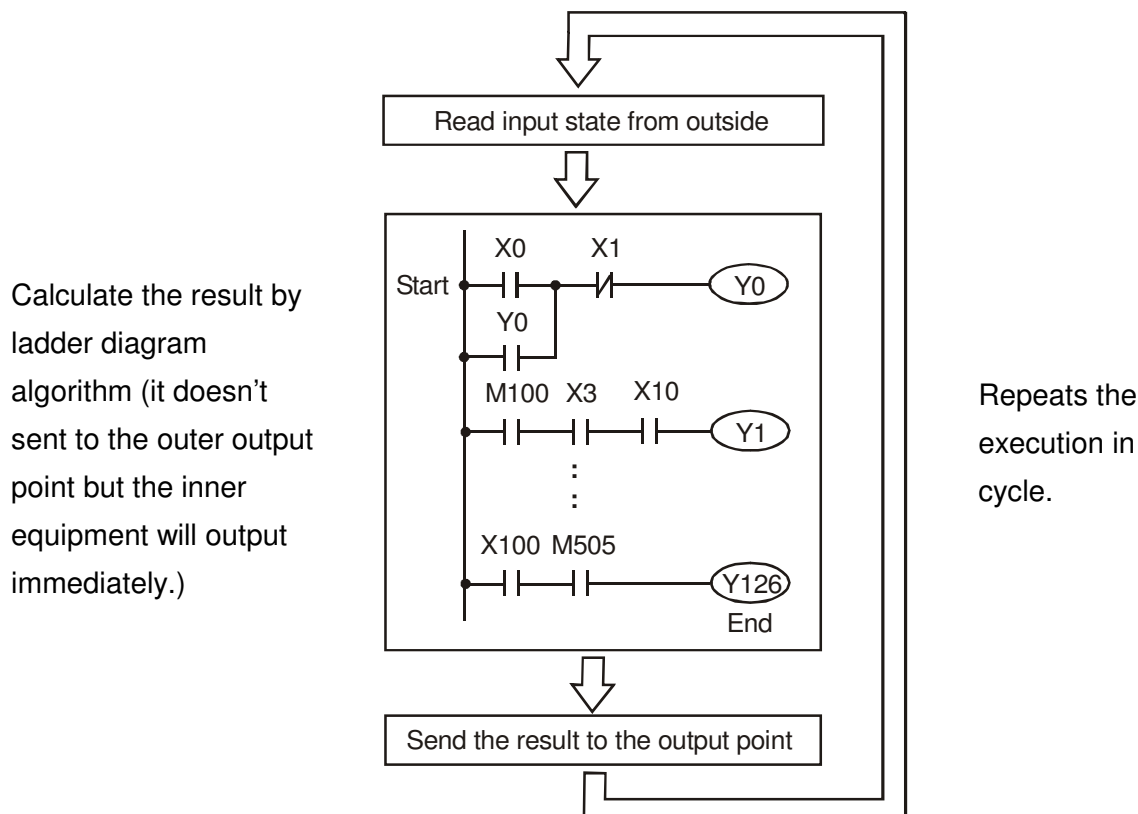 Read input state from outside
Calculate the result by
ladder diagram
algorithm (it doesn't
sent to the outer output
point but the inner
equipment will output
immediately.)
X0 X1
Start Y0
Y0
M100 X3 X10
Y1
:
:
X100 M505
Y126
End
Send the result to the output point
Repeats the
execution in
cycle.